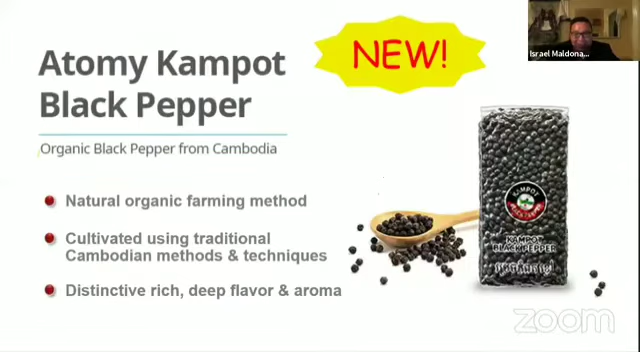 Atomy Kampot
Black Pepper
NEW!
Israel Maldona...
Organic Black Pepper from Cambodia
Natural organic farming method
Cultivated using traditional
Cambodian methods & techniques
Distinctive rich, deep flavor & aroma
KAMPOT
KAMPOT
BLACK PEPPER
zoom